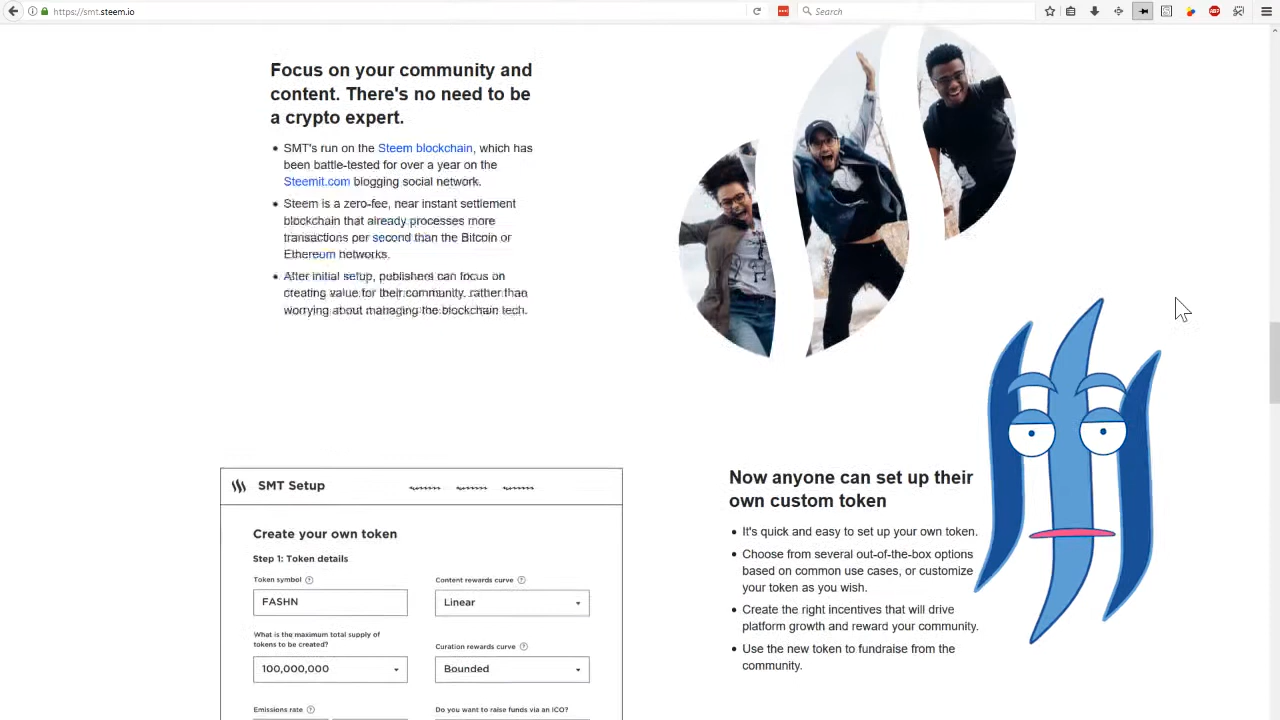 https://smt.steem.io
Search
Focus on your community and
content. There's no need to be
a crypto expert.
SMT's run on the Steem blockchain, which has
been battle-tested for over a year on the
Steemit.com blogging social network.
Steem is a zero-fee, near instant settlement
blockchain that already processes more
transactions per second than the Bitcoin or
Ethereum networks.
After initial setup, publishers can focus on
creating value for their community, rather than
worrying about managing the blockchain tech.
SMT Setup
Create your own token
Step 1: Token details
Token symbol ?
FASHN
What is the maximum total supply of
tokens to be created?
100,000,000
Emissions rate ?
Content rewards curve ?
Linear
Curation rewards curve ?
Bounded
Do you want to raise funds via an ICO?
Now anyone can set up their
own custom token
It's quick and easy to set up your own token.
Choose from several out-of-the-box options
based on common use cases, or customize
your token as you wish.
Create the right incentives that will drive
platform growth and reward your community.
Use the new token to fundraise from the
community.